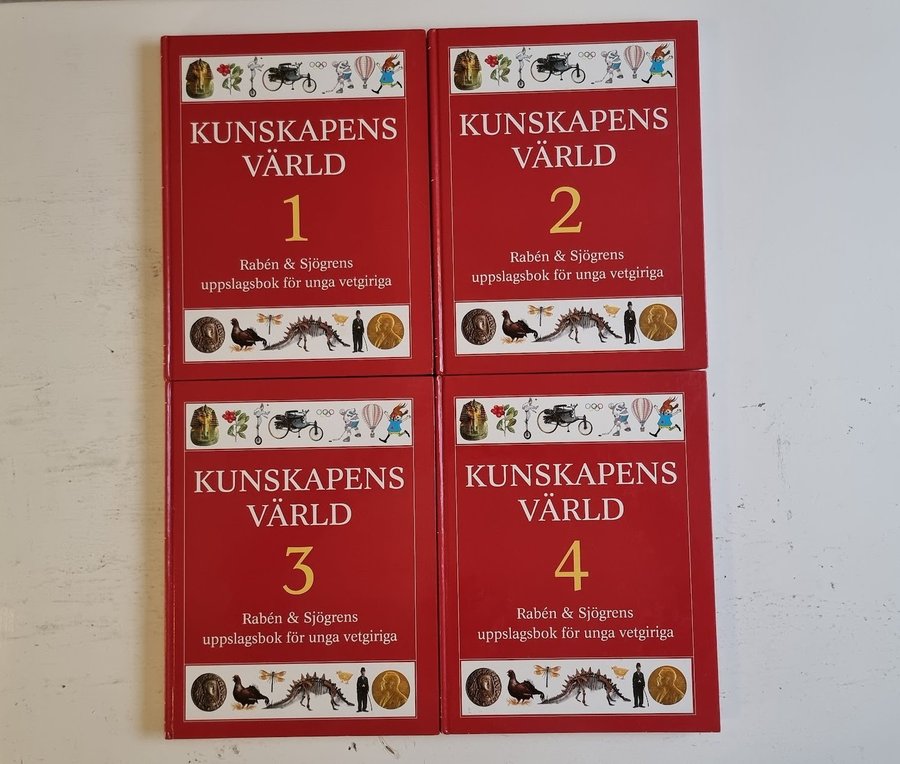 KUNSKAPENS
VÄRLD
1
Rabén & Sjögrens
uppslagsbok för unga vetgiriga
KUNSKAPENS
VÄRLD
2
Rabén & Sjögrens
uppslagsbok för unga vetgiriga
KUNSKAPENS
VÄRLD
3
Rabén & Sjögrens
uppslagsbok för unga vetgiriga
KUNSKAPENS
VÄRLD
4
Rabén & Sjögrens
uppslagsbok för unga vetgiriga